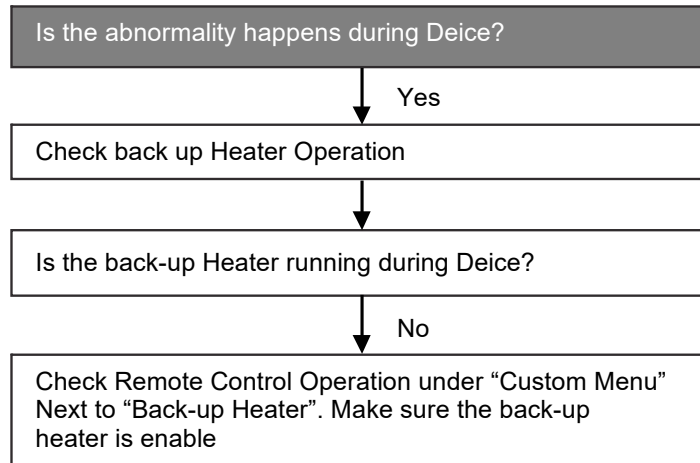 Is the abnormality happens during Deice?
Yes
Check back up Heater Operation
Is the back-up Heater running during Deice?
No
Check Remote Control Operation under “Custom Menu”
Next to “Back-up Heater”. Make sure the back-up
heater is enable